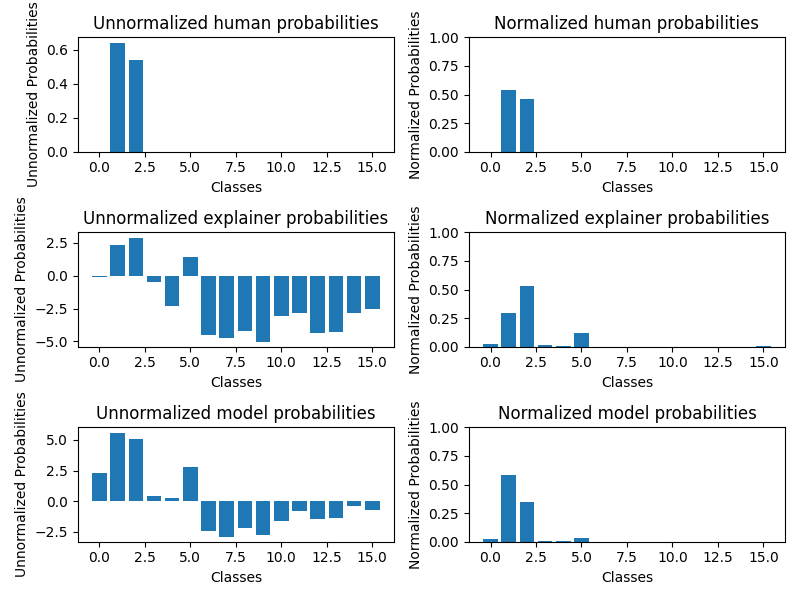 Unnormalized human probabilities
Unnormalized Probabilities
0.6
0.4
0.2
0.0
0.0 2.5 5.0 7.5 10.0 12.5 15.0
Classes
Normalized human probabilities
Normalized Probabilities
1.00
0.75
0.50
0.25
0.00
0.0 2.5 5.0 7.5 10.0 12.5 15.0
Classes
Unnormalized explainer probabilities
Unnormalized Probabilities
2.5
0.0
−2.5
−5.0
0.0 2.5 5.0 7.5 10.0 12.5 15.0
Classes
Normalized explainer probabilities
Normalized Probabilities
1.00
0.75
0.50
0.25
0.00
0.0 2.5 5.0 7.5 10.0 12.5 15.0
Classes
Unnormalized model probabilities
Unnormalized Probabilities
5.0
2.5
0.0
−2.5
0.0 2.5 5.0 7.5 10.0 12.5 15.0
Classes
Normalized model probabilities
Normalized Probabilities
1.00
0.75
0.50
0.25
0.00
0.0 2.5 5.0 7.5 10.0 12.5 15.0
Classes